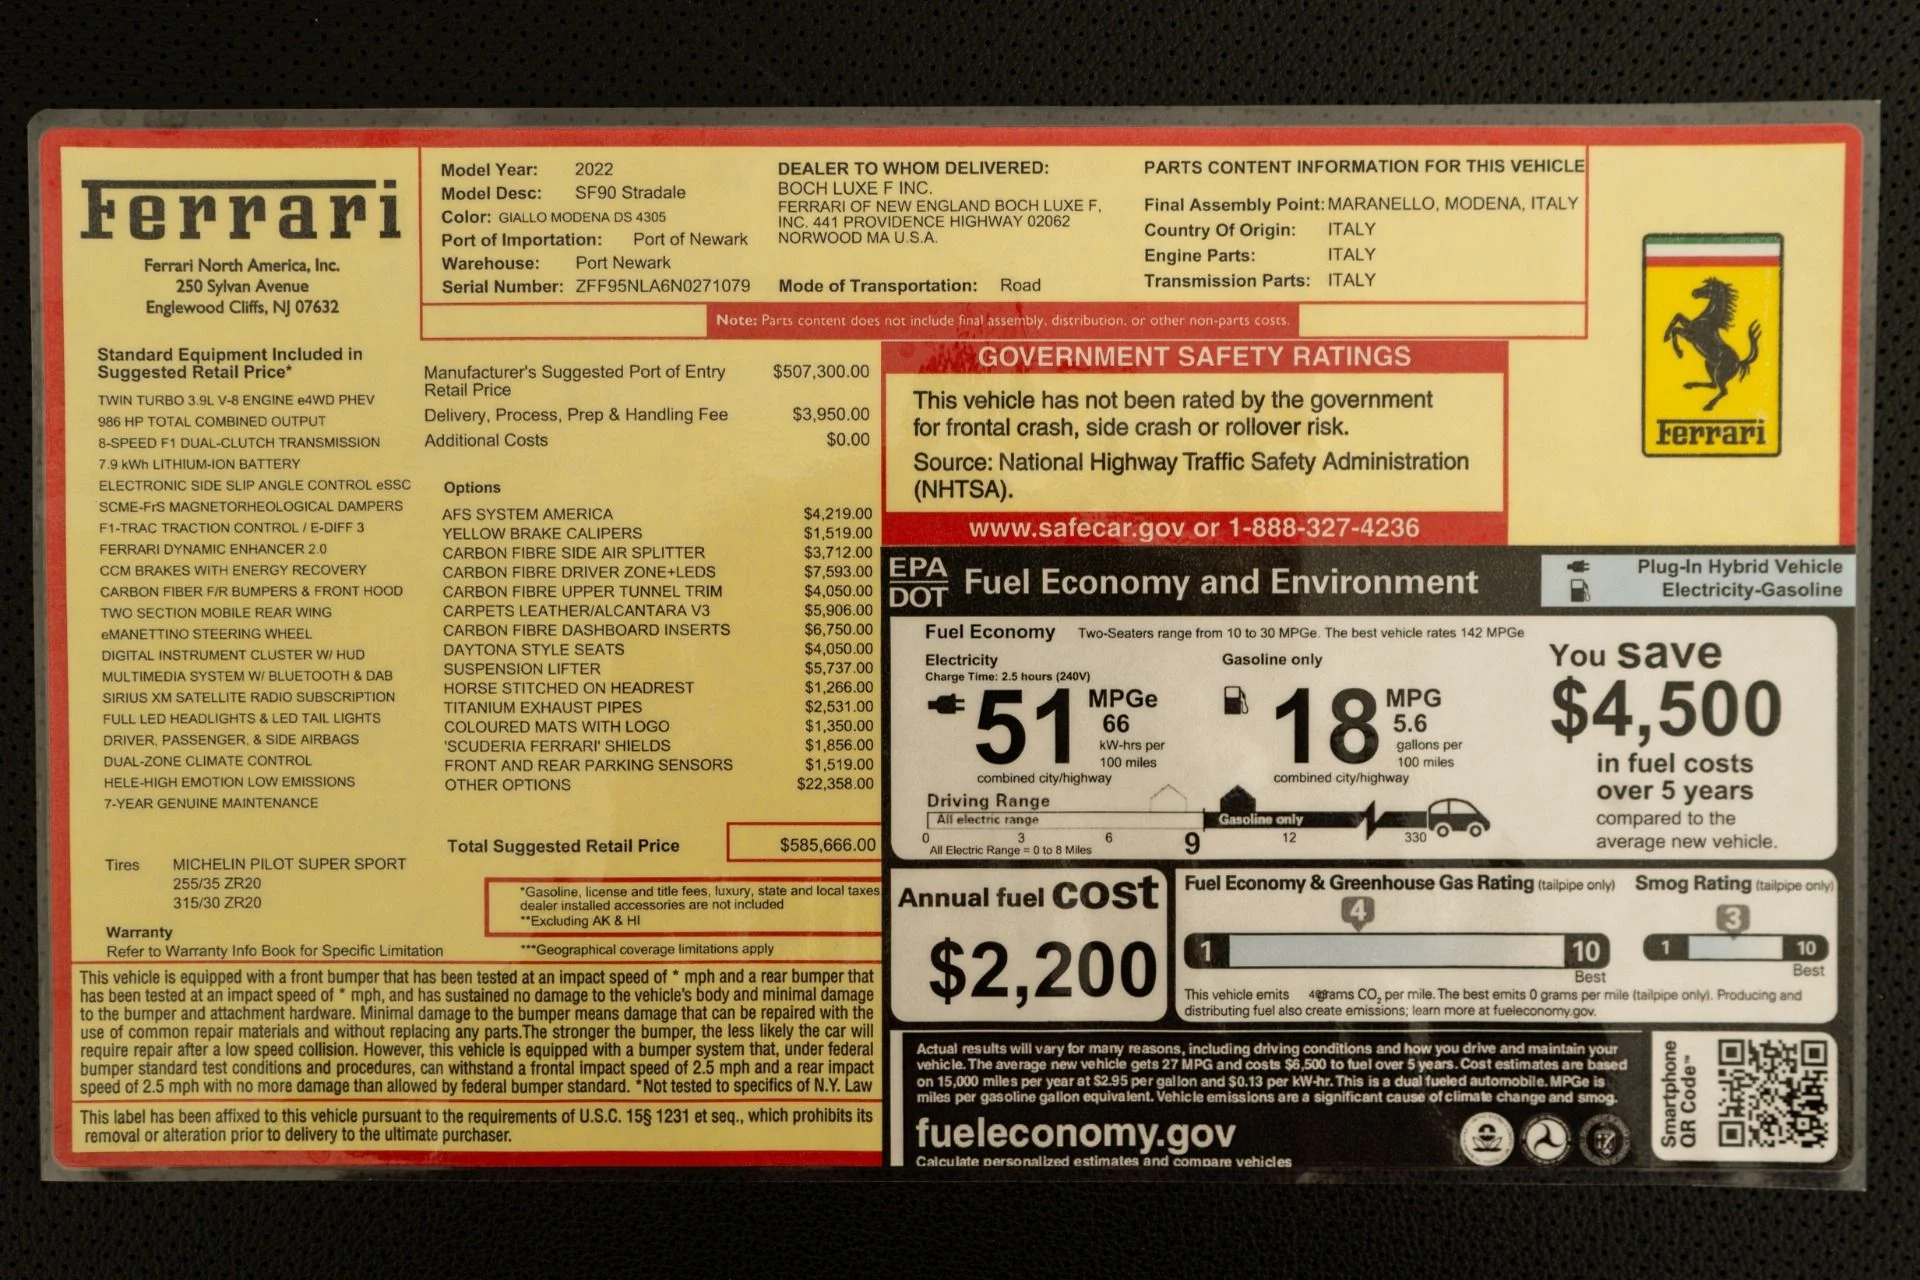 Ferrari
Ferrari North America, Inc.
250 Sylvan Avenue
Englewood Cliffs, NJ 07632
Model Year: 2022
Model Desc: SF90 Stradale
Color: GIALLO MODENA DS 4305
Port of Importation: Port of Newark
Warehouse: Port Newark
Serial Number: ZFF95NLA6N0271079
DEALER TO WHOM DELIVERED:
BOCH LUXE F INC.
FERRARI OF NEW ENGLAND BOCH LUXE F,
INC. 441 PROVIDENCE HIGHWAY 02062
NORWOOD MA U.S.A.
Mode of Transportation: Road
PARTS CONTENT INFORMATION FOR THIS VEHICLE
Final Assembly Point: MARANELLO, MODENA, ITALY
Country Of Origin: ITALY
Engine Parts: ITALY
Transmission Parts: ITALY
Note: Parts content does not include final assembly, distribution, or other non-parts costs.
Ferrari
Standard Equipment Included in
Suggested Retail Price*
TWIN TURBO 3.9L V-8 ENGINE e4WD PHEV
986 HP TOTAL COMBINED OUTPUT
8-SPEED F1 DUAL-CLUTCH TRANSMISSION
7.9 kWh LITHIUM-ION BATTERY
ELECTRONIC SIDE SLIP ANGLE CONTROL eSSC
SCME-FrS MAGNETORHEOLOGICAL DAMPERS
F1-TRAC TRACTION CONTROL / E-DIFF 3
FERRARI DYNAMIC ENHANCER 2.0
CCM BRAKES WITH ENERGY RECOVERY
CARBON FIBER F/R BUMPERS & FRONT HOOD
TWO SECTION MOBILE REAR WING
eMANETTINO STEERING WHEEL
DIGITAL INSTRUMENT CLUSTER W/ HUD
MULTIMEDIA SYSTEM W/ BLUETOOTH & DAB
SIRIUS XM SATELLITE RADIO SUBSCRIPTION
FULL LED HEADLIGHTS & LED TAIL LIGHTS
DRIVER, PASSENGER, & SIDE AIRBAGS
DUAL-ZONE CLIMATE CONTROL
HELE-HIGH EMOTION LOW EMISSIONS
7-YEAR GENUINE MAINTENANCE
Tires MICHELIN PILOT SUPER SPORT
255/35 ZR20
315/30 ZR20
Warranty
Refer to Warranty Info Book for Specific Limitation
Manufacturer's Suggested Port of Entry $507,300.00
Retail Price
Delivery, Process, Prep & Handling Fee $3,950.00
Additional Costs $0.00
Options
AFS SYSTEM AMERICA $4,219.00
YELLOW BRAKE CALIPERS $1,519.00
CARBON FIBRE SIDE AIR SPLITTER $3,712.00
CARBON FIBRE DRIVER ZONE+LEDS $7,593.00
CARBON FIBRE UPPER TUNNEL TRIM $4,050.00
CARPETS LEATHER/ALCANTARA V3 $5,906.00
CARBON FIBRE DASHBOARD INSERTS $6,750.00
DAYTONA STYLE SEATS $4,050.00
SUSPENSION LIFTER $5,737.00
HORSE STITCHED ON HEADREST $1,266.00
TITANIUM EXHAUST PIPES $2,531.00
COLOURED MATS WITH LOGO $1,350.00
'SCUDERIA FERRARI' SHIELDS $1,856.00
FRONT AND REAR PARKING SENSORS $1,519.00
OTHER OPTIONS $22,358.00
Total Suggested Retail Price $585,666.00
*Gasoline, license and title fees, luxury, state and local taxes
dealer installed accessories are not included
**Excluding AK & HI
***Geographical coverage limitations apply
This vehicle is equipped with a front bumper that has been tested at an impact speed of * mph and a rear bumper that
has been tested at an impact speed of * mph, and has sustained no damage to the vehicle's body and minimal damage
to the bumper and attachment hardware. Minimal damage to the bumper means damage that can be repaired with the
use of common repair materials and without replacing any parts.The stronger the bumper, the less likely the car will
require repair after a low speed collision. However, this vehicle is equipped with a bumper system that, under federal
bumper standard test conditions and procedures, can withstand a frontal impact speed of 2.5 mph and a rear impact
speed of 2.5 mph with no more damage than allowed by federal bumper standard. *Not tested to specifics of N.Y. Law
This label has been affixed to this vehicle pursuant to the requirements of U.S.C. 15§ 1231 et seq., which prohibits its
removal or alteration prior to delivery to the ultimate purchaser.
GOVERNMENT SAFETY RATINGS
This vehicle has not been rated by the government
for frontal crash, side crash or rollover risk.
Source: National Highway Traffic Safety Administration
(NHTSA).
www.safecar.gov or 1-888-327-4236
EPA
DOT
Fuel Economy and Environment
Plug-In Hybrid Vehicle
Electricity-Gasoline
Fuel Economy Two-Seaters range from 10 to 30 MPGe. The best vehicle rates 142 MPGe
Electricity
Charge Time: 2.5 hours (240V)
51 MPGe
66
kW-hrs per
100 miles
combined city/highway
Gasoline only
18 MPG
5.6
gallons per
100 miles
combined city/highway
Driving Range
All electric range
Gasoline only
0 3 6 9 12 330
All Electric Range = 0 to 8 Miles
You save
$4,500
in fuel costs
over 5 years
compared to the
average new vehicle.
Annual fuel cost
$2,200
Fuel Economy & Greenhouse Gas Rating (tailpipe only)
4
1 10
Best
Smog Rating (tailpipe only)
3
1 10
Best
This vehicle emits grams CO2 per mile. The best emits 0 grams per mile (tailpipe only). Producing and
distributing fuel also create emissions; learn more at fueleconomy.gov.
Actual results will vary for many reasons, including driving conditions and how you drive and maintain your
vehicle. The average new vehicle gets 27 MPG and costs $6,500 to fuel over 5 years. Cost estimates are based
on 15,000 miles per year at $2.95 per gallon and $0.13 per kW-hr. This is a dual fueled automobile. MPGe is
miles per gasoline gallon equivalent. Vehicle emissions are a significant cause of climate change and smog.
fueleconomy.gov
Calculate personalized estimates and compare vehicles
Smartphone
QR Code™